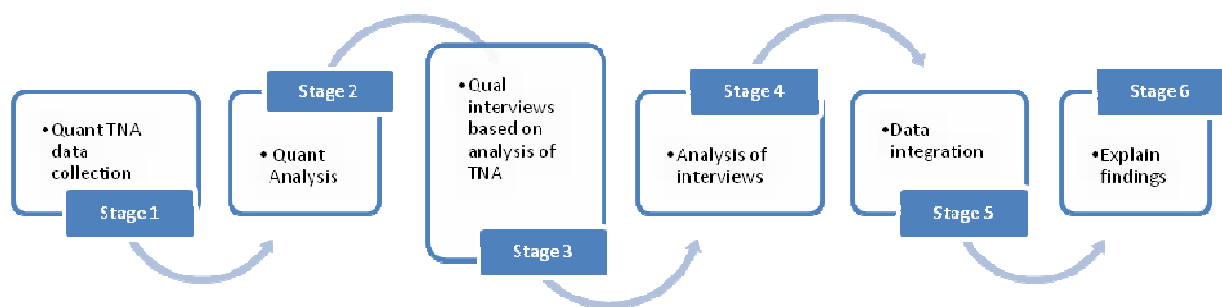 •Quant TNA
data
collection
Stage 1
Stage 2
• Quant
Analysis
•Qual
interviews
based on
analysis of
TNA
Stage 3
Stage 4
•Analysis of
interviews
•Data
integration
Stage 5
Stage 6
•Explain
findings